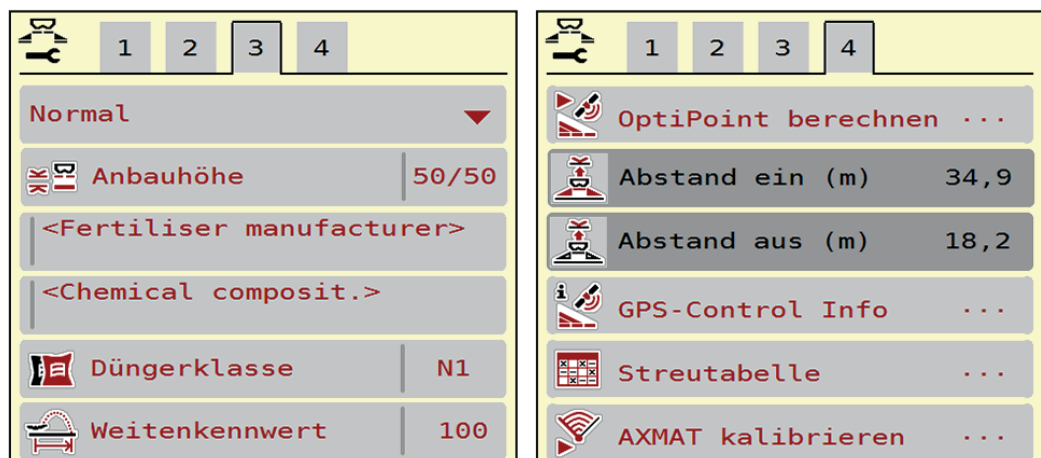 1 2 3 4
Normal
Anbauhöhe 50/50
<Fertiliser manufacturer>
<Chemical composit.>
Düngerklasse N1
Weitenkennwert 100
1 2 3 4
OptiPoint berechnen ...
Abstand ein (m) 34,9
Abstand aus (m) 18,2
GPS-Control Info ...
Streutabelle ...
AXMAT kalibrieren ...